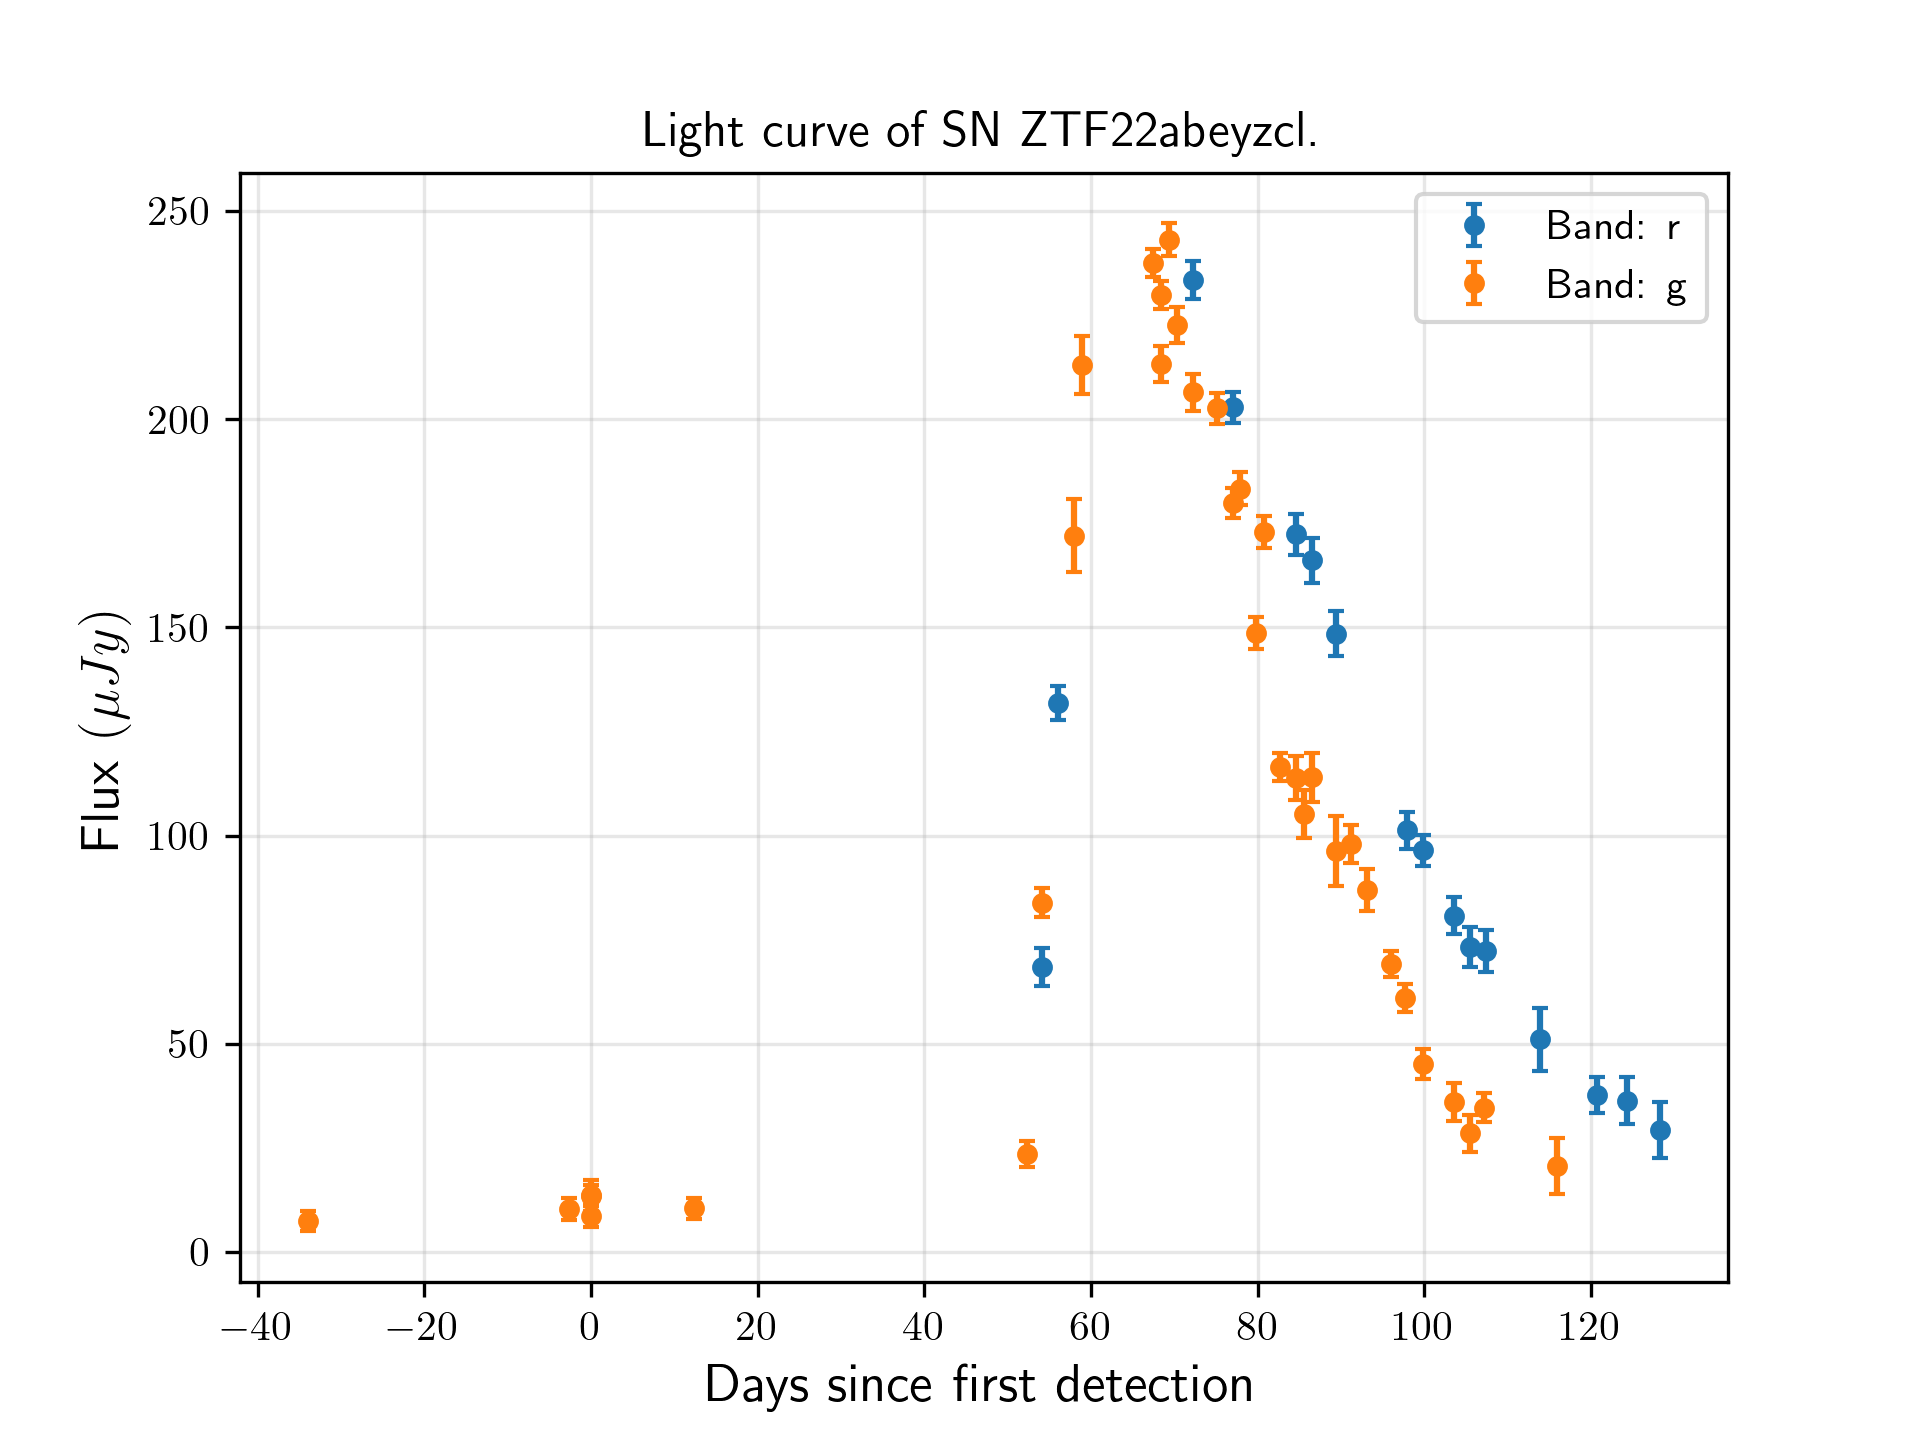 Light curve of SN ZTF22abeyzcl.
Band: r
Band: g
250
200
150
100
50
0
Flux (μJy)
−40 −20 0 20 40 60 80 100 120
Days since first detection